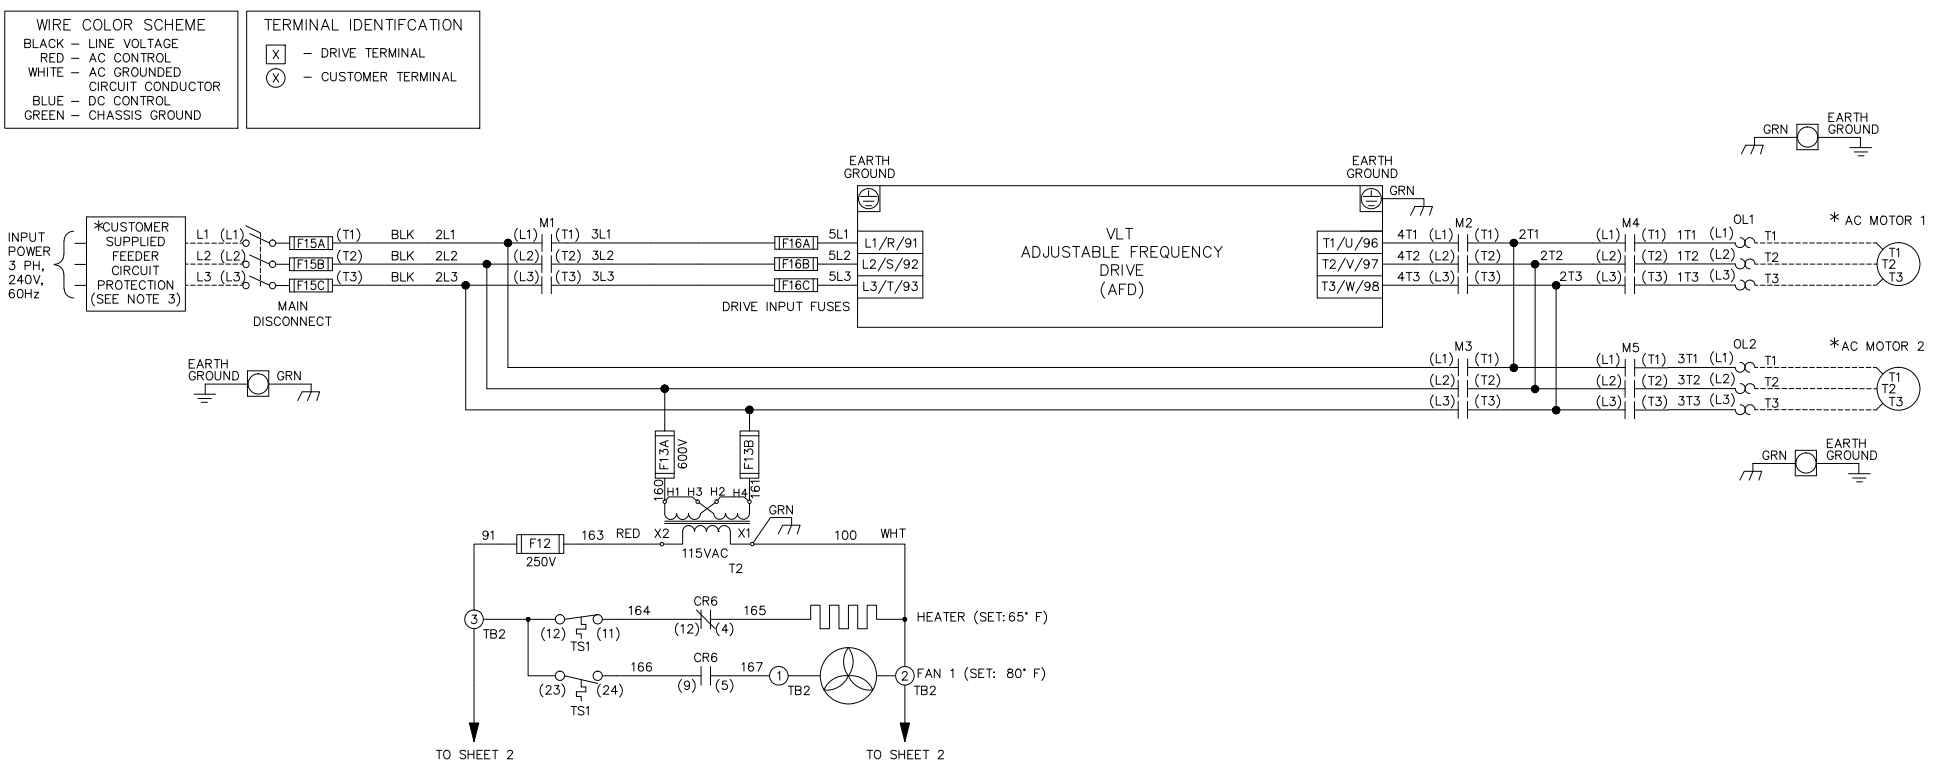 WIRE COLOR SCHEME
BLACK – LINE VOLTAGE
RED – AC CONTROL
WHITE – AC GROUNDED
CIRCUIT CONDUCTOR
BLUE – DC CONTROL
GREEN – CHASSIS GROUND
TERMINAL IDENTIFCATION
X – DRIVE TERMINAL
X – CUSTOMER TERMINAL
GRN
EARTH
GROUND
EARTH
GROUND
EARTH
GROUND
GRN
INPUT
POWER
3 PH,
240V,
60Hz
*CUSTOMER
SUPPLIED
FEEDER
CIRCUIT
PROTECTION
(SEE NOTE 3)
L1 (L1) F15A (T1) BLK 2L1 (L1) M1 (T1) 3L1 F16A 5L1 L1/R/91
L2 (L2) F15B (T2) BLK 2L2 (L2) (T2) 3L2 F16B 5L2 L2/S/92
L3 (L3) F15C (T3) BLK 2L3 (L3) (T3) 3L3 F16C 5L3 L3/T/93
MAIN
DISCONNECT
DRIVE INPUT FUSES
VLT
ADJUSTABLE FREQUENCY
DRIVE
(AFD)
M2 M4 OL1 * AC MOTOR 1
T1/U/96 4T1 (L1) (T1) 2T1 (L1) (T1) 1T1 (L1) T1 T1
T2/V/97 4T2 (L2) (T2) 2T2 (L2) (T2) 1T2 (L2) T2 T2
T3/W/98 4T3 (L3) (T3) 2T3 (L3) (T3) 1T3 (L3) T3 T3
M3 M5 OL2 * AC MOTOR 2
(L1) (T1) (L1) (T1) 3T1 (L1) T1 T1
(L2) (T2) (L2) (T2) 3T2 (L2) T2 T2
(L3) (T3) (L3) (T3) 3T3 (L3) T3 T3
EARTH
GROUND GRN
GRN EARTH
GROUND
F13A 600V F13B
160 H1 H3 H2 H4 161
GRN
91 F12 163 RED X2 X1 100 WHT
250V
115VAC
T2
3 TB2
(12) (11) TS1 164 CR6 (12) (4) 165 HEATER (SET: 65° F)
(23) (24) TS1 166 CR6 (9) (5) 167 1 TB2 2 TB2 FAN 1 (SET: 80° F)
TO SHEET 2
TO SHEET 2